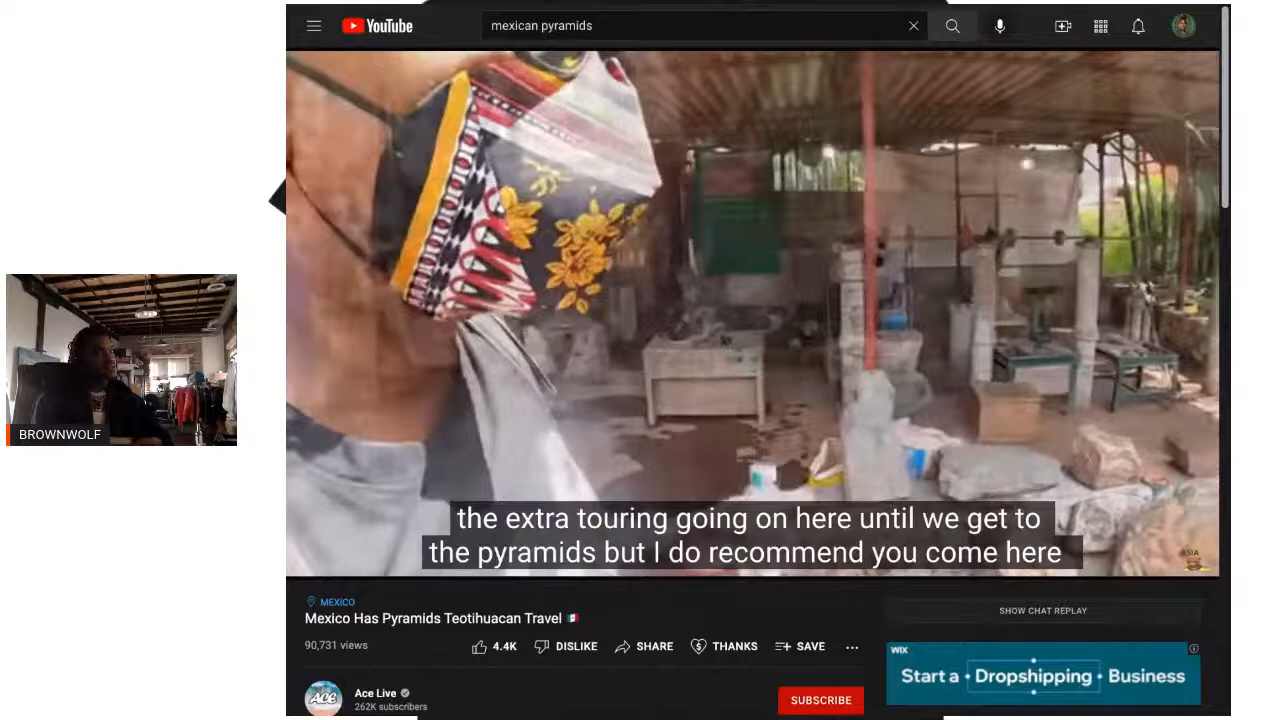 YouTube
mexican pyramids
BROWNWOLF
the extra touring going on here until we get to
the pyramids but I do recommend you come here
MEXICO
Mexico Has Pyramids Teotihuacan Travel
90,731 views
4.4K
DISLIKE
SHARE
THANKS
SAVE
ACE
Ace Live
262K subscribers
SUBSCRIBE
SHOW CHAT REPLAY
WIX
Start a Dropshipping Business